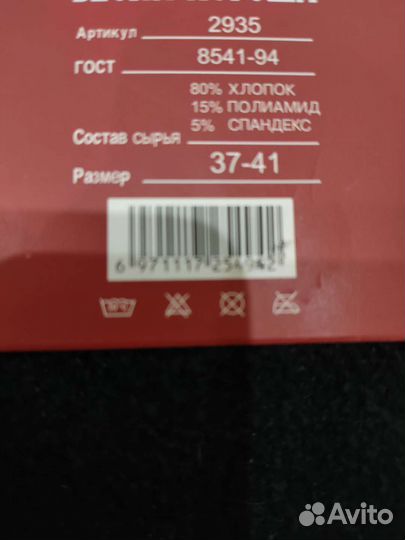 Артикул 2935
ГОСТ 8541-94
80% ХЛОПОК
15% ПОЛИАМИД
5% СПАНДЕКС
Состав сырья
Размер 37-41
Avito